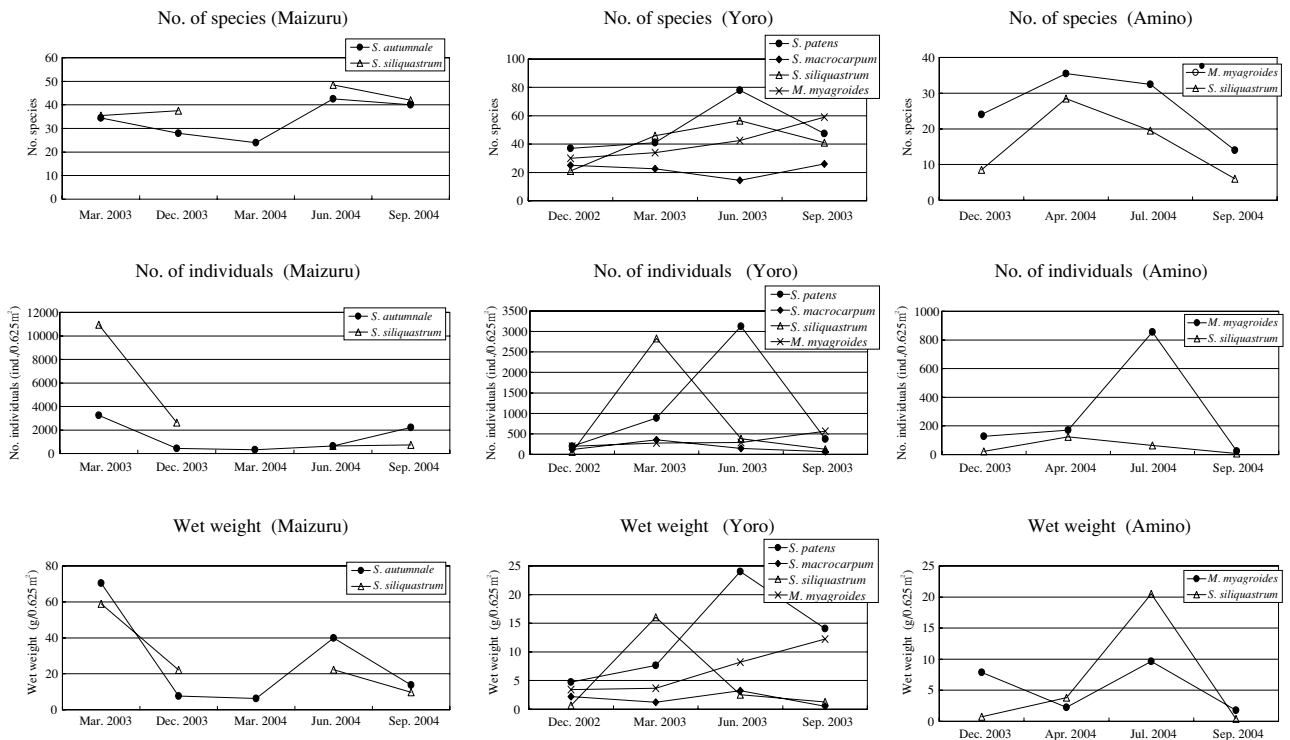 No. of species (Maizuru)
No. species
60
50
40
30
20
10
0
S. autumnale
S. siliquastrum
Mar. 2003 Dec. 2003 Mar. 2004 Jun. 2004 Sep. 2004
No. of species (Yoro)
No. species
100
80
60
40
20
0
S. patens
S. macrocarpum
S. siliquastrum
M. myagroides
Dec. 2002 Mar. 2003 Jun. 2003 Sep. 2003
No. of species (Amino)
No. species
40
30
20
10
0
M. myagroides
S. siliquastrum
Dec. 2003 Apr. 2004 Jul. 2004 Sep. 2004
No. of individuals (Maizuru)
No. individuals (ind./0.625m²)
12000
10000
8000
6000
4000
2000
0
S. autumnale
S. siliquastrum
Mar. 2003 Dec. 2003 Mar. 2004 Jun. 2004 Sep. 2004
No. of individuals (Yoro)
No. individuals (ind./0.625m²)
3500
3000
2500
2000
1500
1000
500
0
S. patens
S. macrocarpum
S. siliquastrum
M. myagroides
Dec. 2002 Mar. 2003 Jun. 2003 Sep. 2003
No. of individuals (Amino)
No. individuals (ind./0.625m²)
1000
800
600
400
200
0
M. myagroides
S. siliquastrum
Dec. 2003 Apr. 2004 Jul. 2004 Sep. 2004
Wet weight (Maizuru)
Wet weight (g/0.625m²)
80
60
40
20
0
S. autumnale
S. siliquastrum
Mar. 2003 Dec. 2003 Mar. 2004 Jun. 2004 Sep. 2004
Wet weight (Yoro)
Wet weight (g/0.625m²)
25
20
15
10
5
0
S. patens
S. macrocarpum
S. siliquastrum
M. myagroides
Dec. 2002 Mar. 2003 Jun. 2003 Sep. 2003
Wet weight (Amino)
Wet weight (g/0.625m²)
25
20
15
10
5
0
M. myagroides
S. siliquastrum
Dec. 2003 Apr. 2004 Jul. 2004 Sep. 2004